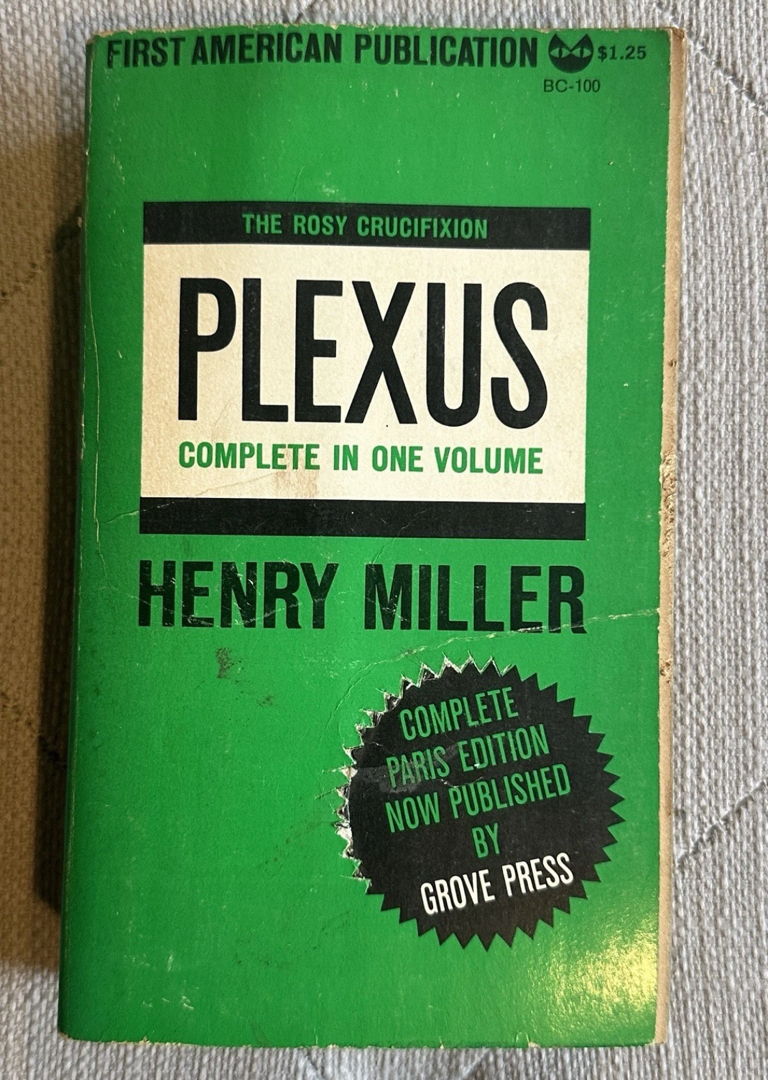 FIRST AMERICAN PUBLICATION $1.25
BC-100
THE ROSY CRUCIFIXION
PLEXUS
COMPLETE IN ONE VOLUME
HENRY MILLER
COMPLETE
PARIS EDITION
NOW PUBLISHED
BY
GROVE PRESS